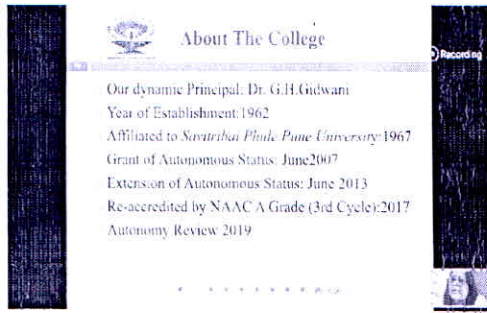 About The College
Recording
Our dynamic Principal: Dr. G.H.Gidwani
Year of Establishment:1962
Affiliated to Savitribai Phule Pune University:1967
Grant of Autonomous Status: June2007
Extension of Autonomous Status: June 2013
Re-accredited by NAAC A Grade (3rd Cycle):2017
Autonomy Review 2019